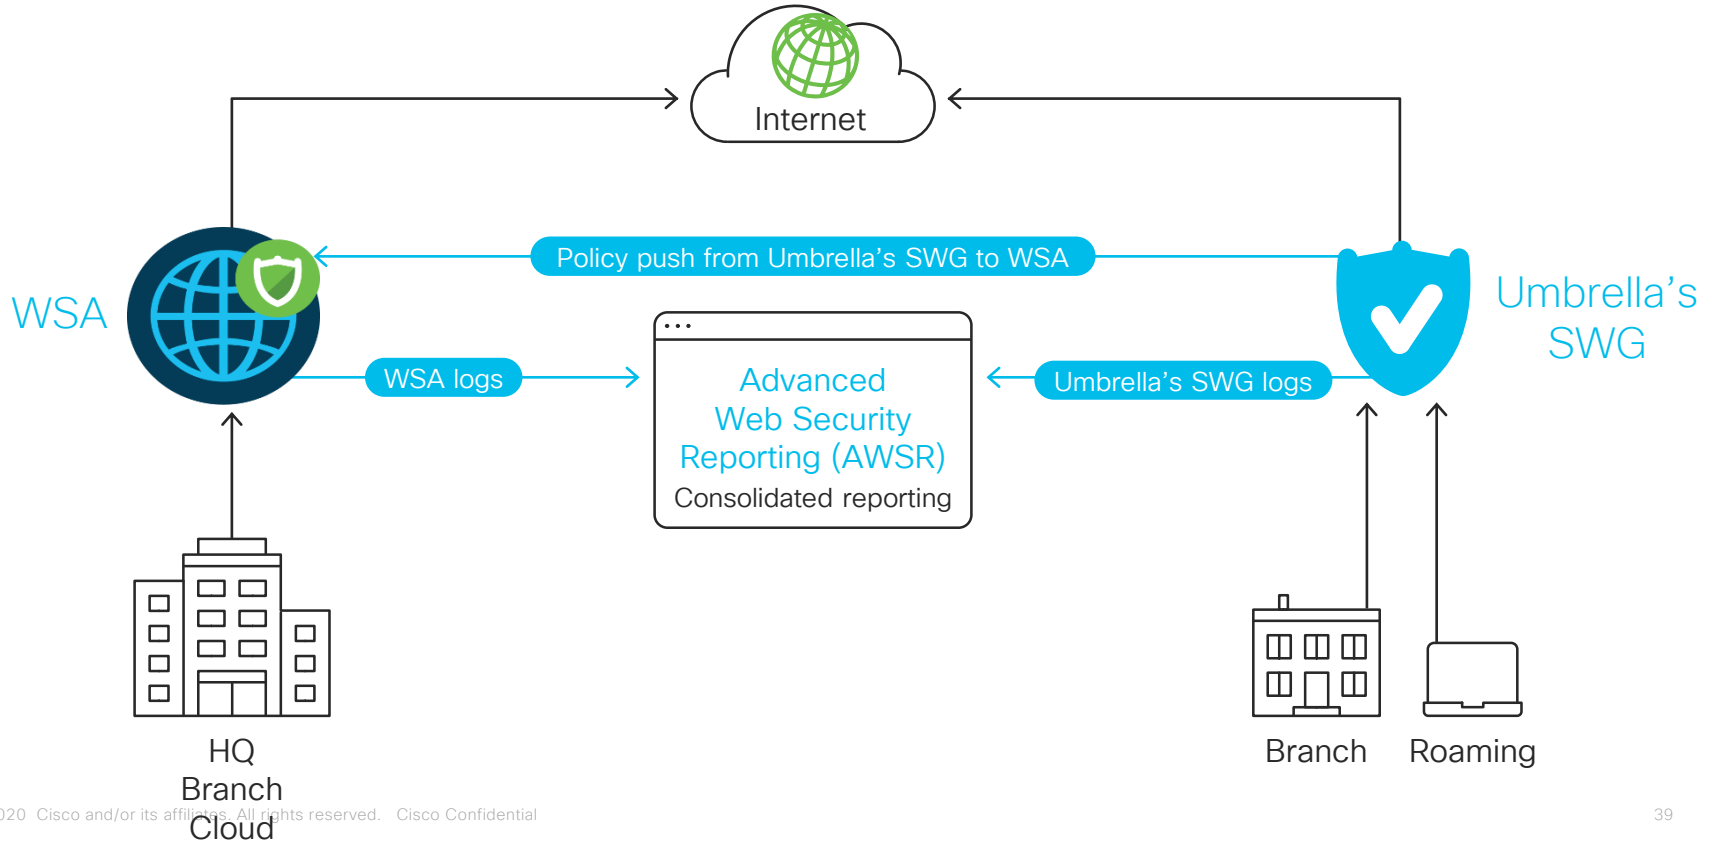 Internet
Policy push from Umbrella's SWG to WSA
WSA
Umbrella's
SWG
WSA logs
Advanced
Web Security
Reporting (AWSR)
Consolidated reporting
Umbrella's SWG logs
HQ
Branch
Cloud
Branch
Roaming
020 Cisco and/or its affiliates. All rights reserved. Cisco Confidential
39